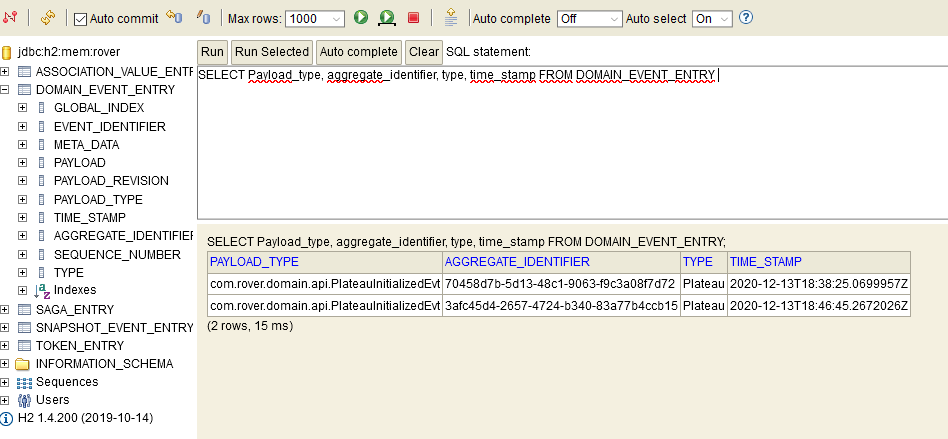 Auto commit Max rows: 1000 Auto complete Off Auto select On
jdbc:h2:mem:rover
ASSOCIATION_VALUE_ENTR
DOMAIN_EVENT_ENTRY
GLOBAL_INDEX
EVENT_IDENTIFIER
META_DATA
PAYLOAD
PAYLOAD_REVISION
PAYLOAD_TYPE
TIME_STAMP
AGGREGATE_IDENTIFIER
SEQUENCE_NUMBER
TYPE
Indexes
SAGA_ENTRY
SNAPSHOT_EVENT_ENTRY
TOKEN_ENTRY
INFORMATION_SCHEMA
Sequences
Users
H2 1.4.200 (2019-10-14)
Run Run Selected Auto complete Clear SQL statement:
SELECT Payload_type, aggregate_identifier, type, time_stamp FROM DOMAIN_EVENT_ENTRY
SELECT Payload_type, aggregate_identifier, type, time_stamp FROM DOMAIN_EVENT_ENTRY;
PAYLOAD_TYPE AGGREGATE_IDENTIFIER TYPE TIME_STAMP
com.rover.domain.api.PlateauInitializedEvt 70458d7b-5d13-48c1-9063-f9c3a08f7d72 Plateau 2020-12-13T18:38:25.0699957Z
com.rover.domain.api.PlateauInitializedEvt 3afc45d4-2657-4724-b340-83a77b4ccb15 Plateau 2020-12-13T18:46:45.2672026Z
(2 rows, 15 ms)